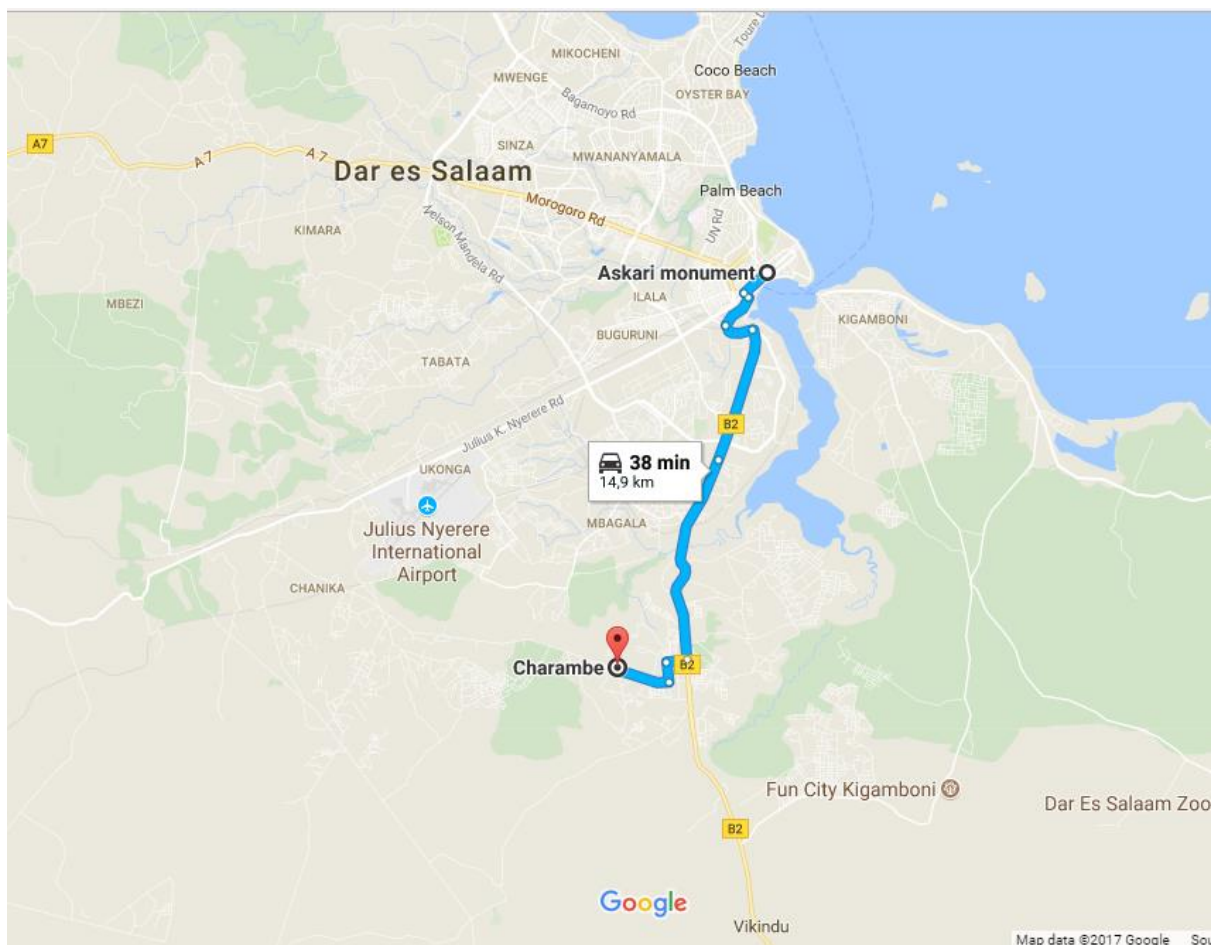 Toure
MIKOCHENI
Coco Beach
MWENGE
OYSTER BAY
Bagamoyo Rd
A7
A7
A7
SINZA
MWANANYAMALA
Dar es Salaam
Palm Beach
Morogoro Rd
UN Rd
Nelson Mandela Rd
KIMARA
Askari monument
MBEZI
ILALA
KIGAMBONI
BUGURUNI
TABATA
Julius K. Nyerere Rd
B2
38 min
14,9 km
UKONGA
MBAGALA
Julius Nyerere
International
Airport
CHANIKA
Charambe
B2
Fun City Kigamboni
Dar Es Salaam Zoo
B2
Google
Vikindu
Map data ©2017 Google